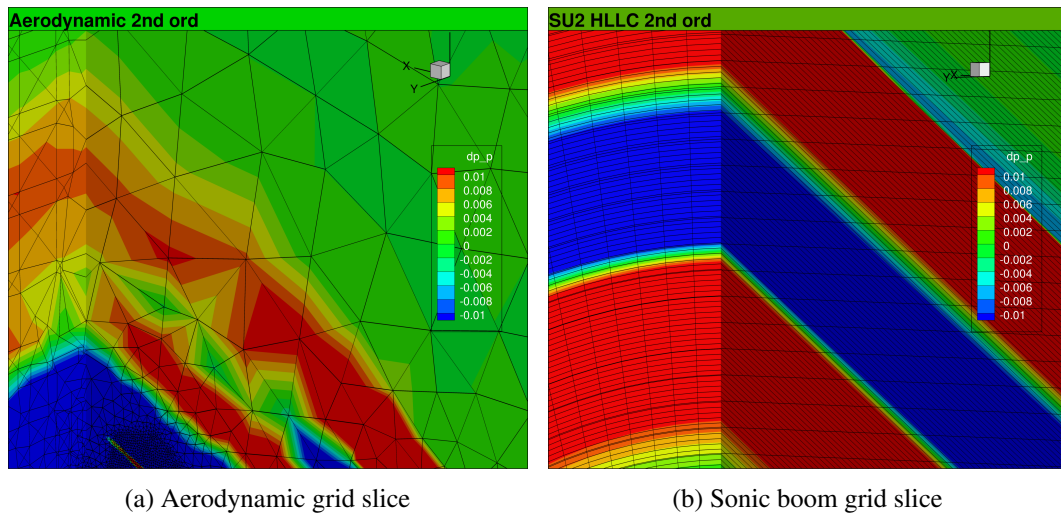 Aerodynamic 2nd ord
X
Y
dp_p
0.01
0.008
0.006
0.004
0.002
0
-0.002
-0.004
-0.006
-0.008
-0.01
(a) Aerodynamic grid slice
SU2 HLLC 2nd ord
Y X
dp_p
0.01
0.008
0.006
0.004
0.002
0
-0.002
-0.004
-0.006
-0.008
-0.01
(b) Sonic boom grid slice